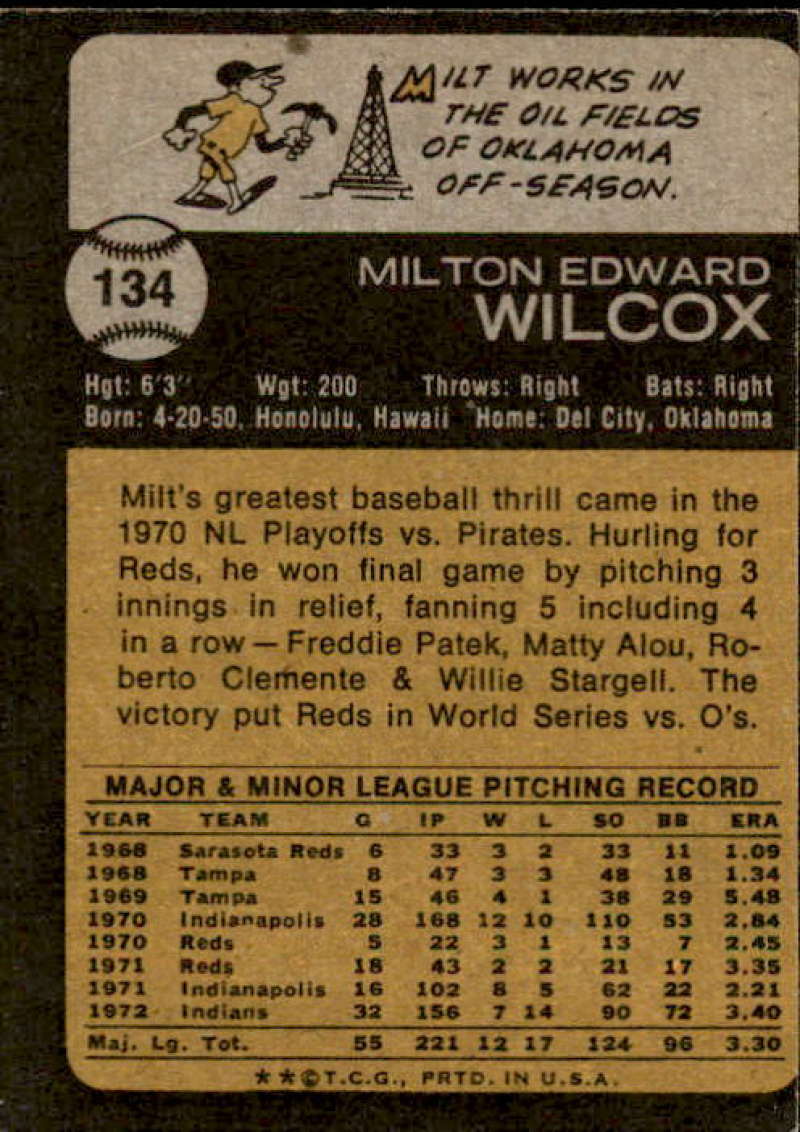 MILT WORKS IN
THE OIL FIELDS
OF OKLAHOMA
OFF-SEASON.
134
MILTON EDWARD
WILCOX
Hgt: 6'3" Wgt: 200 Throws: Right Bats: Right
Born: 4-20-50, Honolulu, Hawaii Home: Del City, Oklahoma
Milt's greatest baseball thrill came in the
1970 NL Playoffs vs. Pirates. Hurling for
Reds, he won final game by pitching 3
innings in relief, fanning 5 including 4
in a row — Freddie Patek, Matty Alou, Ro-
berto Clemente & Willie Stargell. The
victory put Reds in World Series vs. O's.
MAJOR & MINOR LEAGUE PITCHING RECORD
YEAR TEAM G IP W L SO BB ERA
1968 Sarasota Reds 6 33 3 2 33 11 1.09
1968 Tampa 8 47 3 3 48 18 1.34
1969 Tampa 15 46 4 1 38 29 5.48
1970 Indianapolis 28 168 12 10 110 53 2.84
1970 Reds 5 22 3 1 13 7 2.45
1971 Reds 18 43 2 2 21 17 3.35
1971 Indianapolis 16 102 8 5 62 22 2.21
1972 Indians 32 156 7 14 90 72 3.40
Maj. Lg. Tot. 55 221 12 17 124 96 3.30
**©T.C.G., PRTD. IN U.S.A.